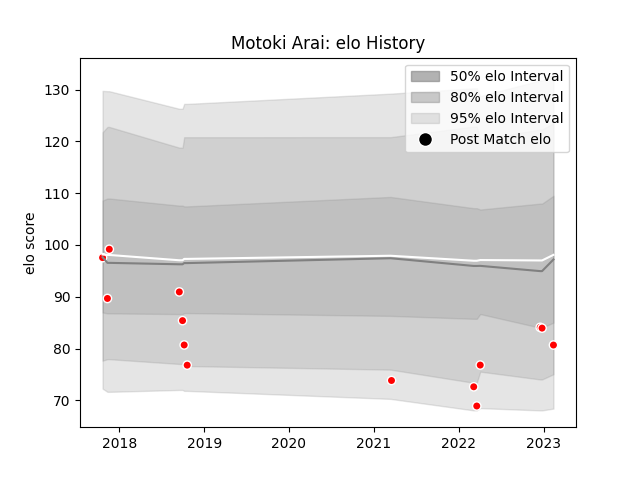 Motoki Arai: elo History
50% elo Interval
80% elo Interval
95% elo Interval
Post Match elo
elo score
130
120
110
100
90
80
70
2018 2019 2020 2021 2022 2023